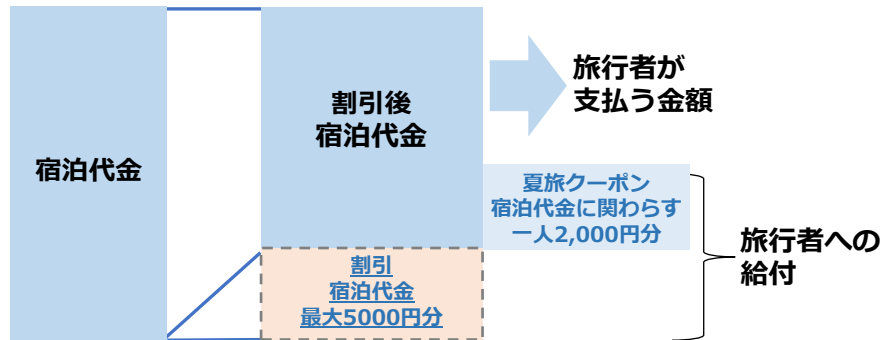 宿泊代金
割引後
宿泊代金
旅行者が
支払う金額
夏旅クーポン
宿泊代金に関わらす
一人2,000円分
割引
宿泊代金
最大5000円分
旅行者への
給付